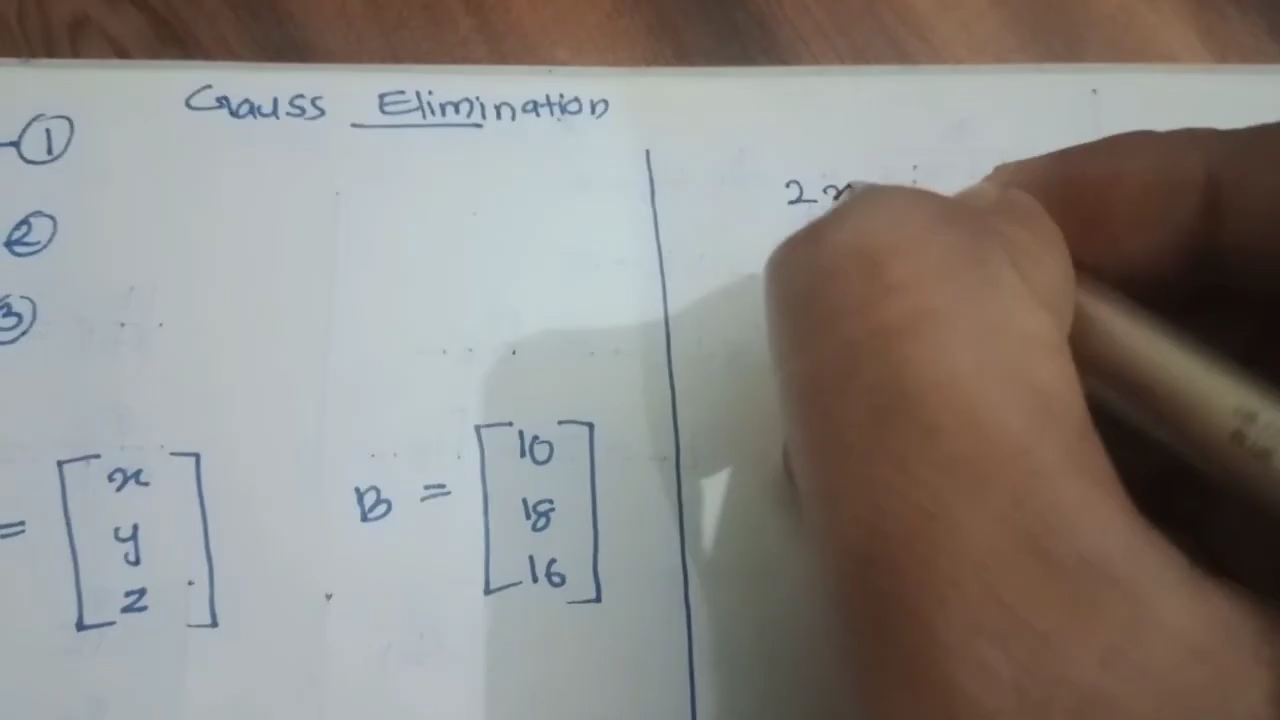 Gauss Elimination
①
②
③
2x
= [x y z] B = [10 18 16]